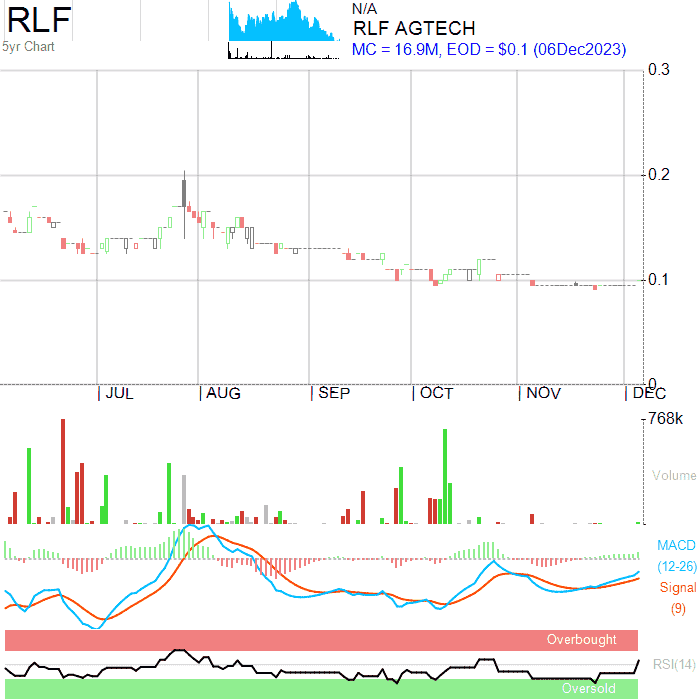 RLF
5yr Chart
N/A
RLF AGTECH
MC = 16.9M, EOD = $0.1 (06Dec2023)
0.3
0.2
0.1
0
JUL AUG SEP OCT NOV DEC
768k
Volume
MACD
(12-26)
Signal
(9)
Overbought
RSI(14)
Oversold